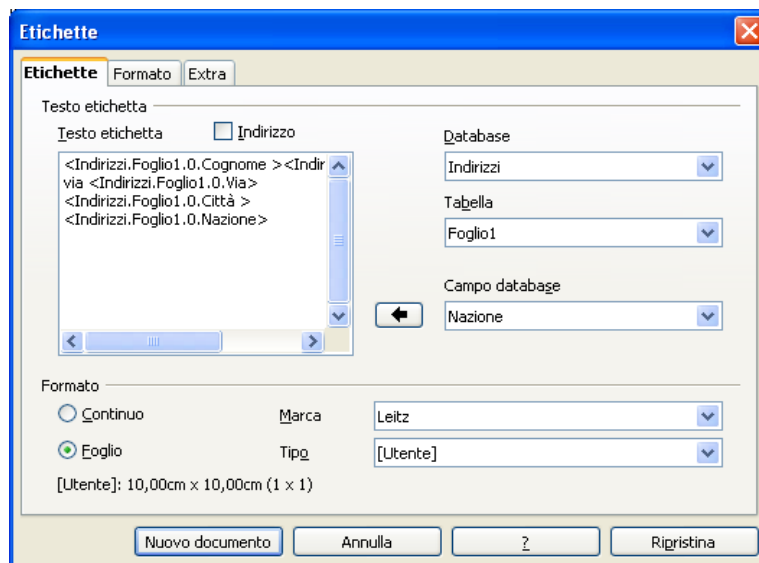 Etichette
Etichette Formato Extra
Testo etichetta
Testo etichetta Indirizzo Database
<Indirizzi.Foglio1.0.Cognome ><Indir Indirizzi
via <Indirizzi.Foglio1.0.Via>
<Indirizzi.Foglio1.0.Città > Tabella
<Indirizzi.Foglio1.0.Nazione> Foglio1
Campo database
Nazione
Formato
Continuo Marca Leitz
Foglio Tipo [Utente]
[Utente]: 10,00cm x 10,00cm (1 x 1)
Nuovo documento Annulla ? Ripristina